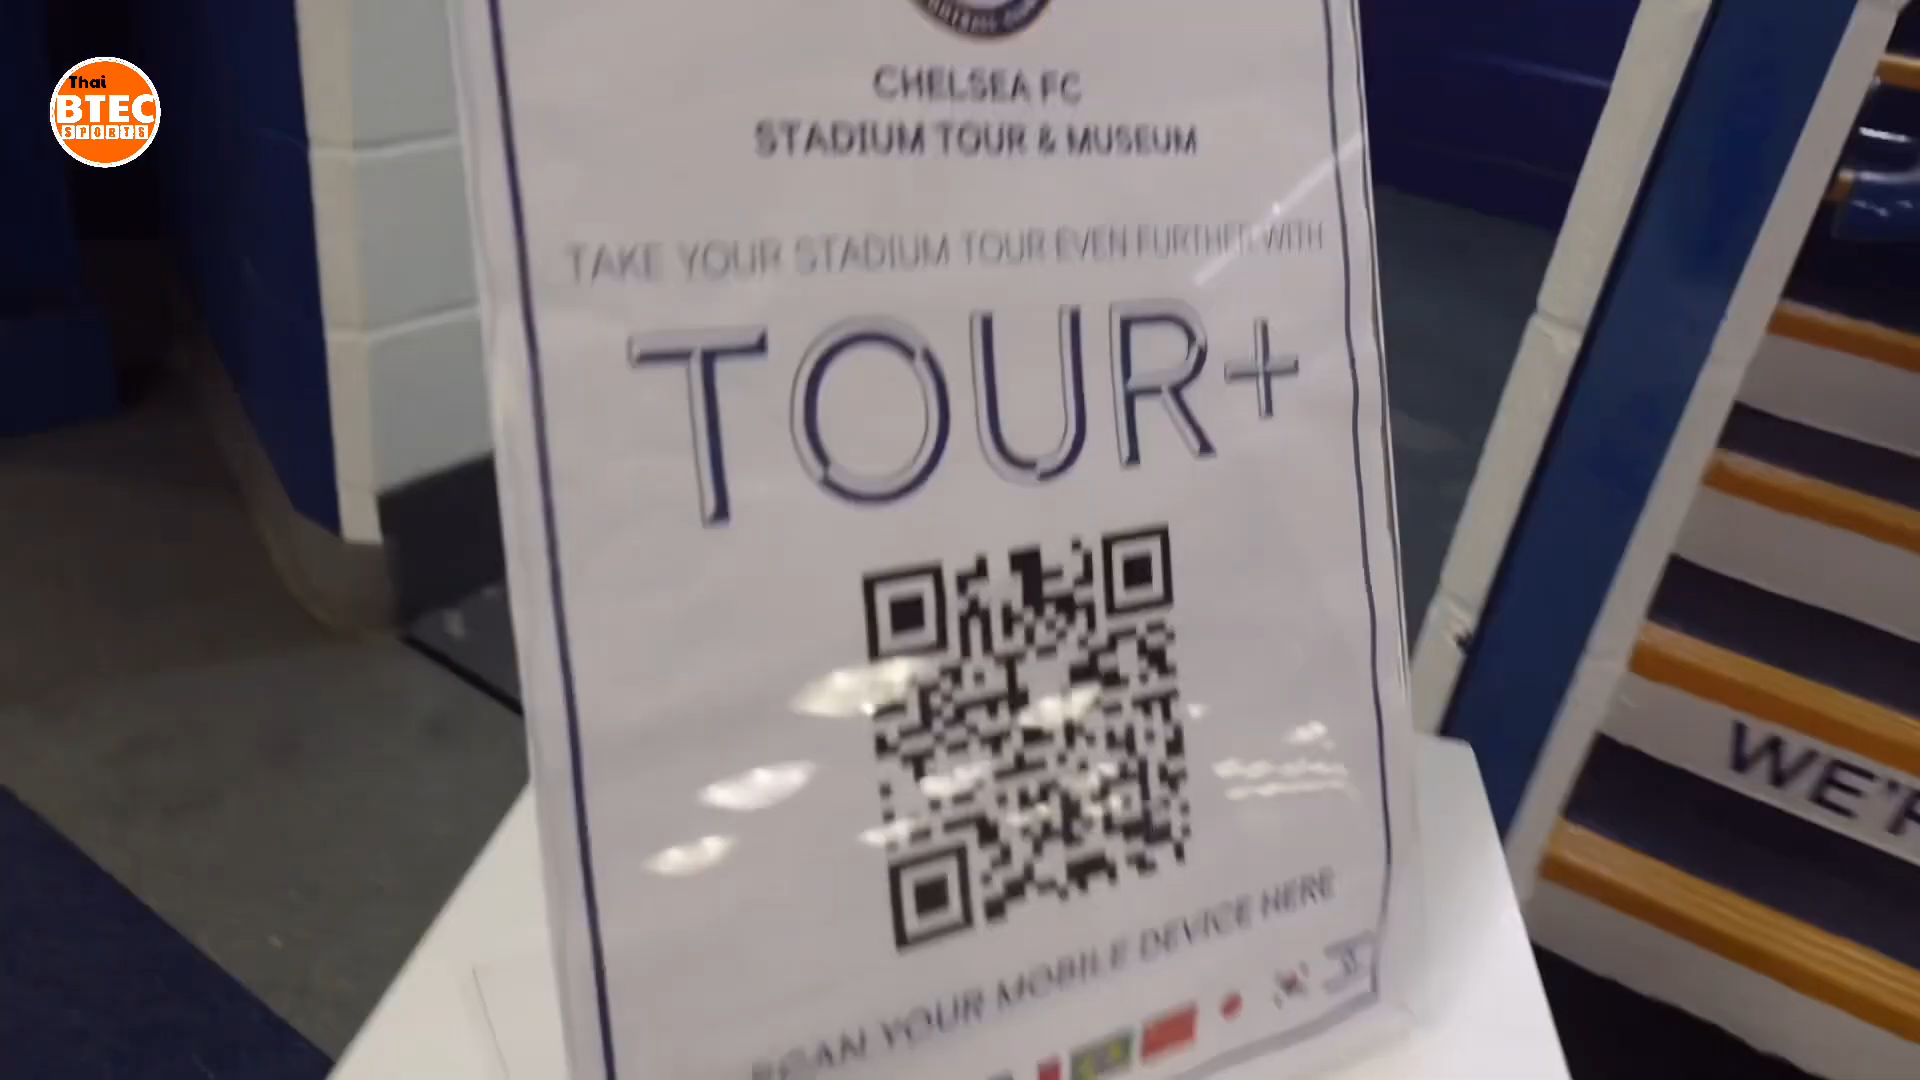 Thai
BTEC
SPORTS
CHELSEA FC
STADIUM TOUR & MUSEUM
TAKE YOUR STADIUM TOUR EVEN FURTHER WITH
TOUR+
SCAN YOUR MOBILE DEVICE HERE
WE'R